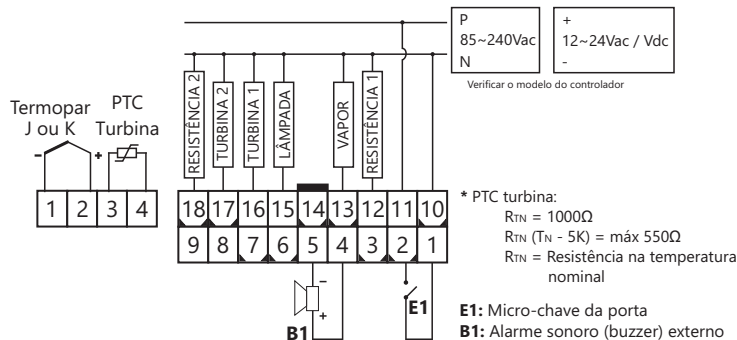 P
85~240Vac
N
+
12~24Vac / Vdc
-
Verificar o modelo do controlador
Termopar
J ou K
PTC
Turbina
- +
RESISTÊNCIA 2
TURBINA 2
TURBINA 1
LÂMPADA
VAPOR
RESISTÊNCIA 1
1 2 3 4
18 17 16 15 14 13 12 11 10
9 8 7 6 5 4 3 2 1
-
+
B1
E1
* PTC turbina:
RTN = 1000Ω
RTN (TN - 5K) = máx 550Ω
RTN = Resistência na temperatura
nominal
E1: Micro-chave da porta
B1: Alarme sonoro (buzzer) externo